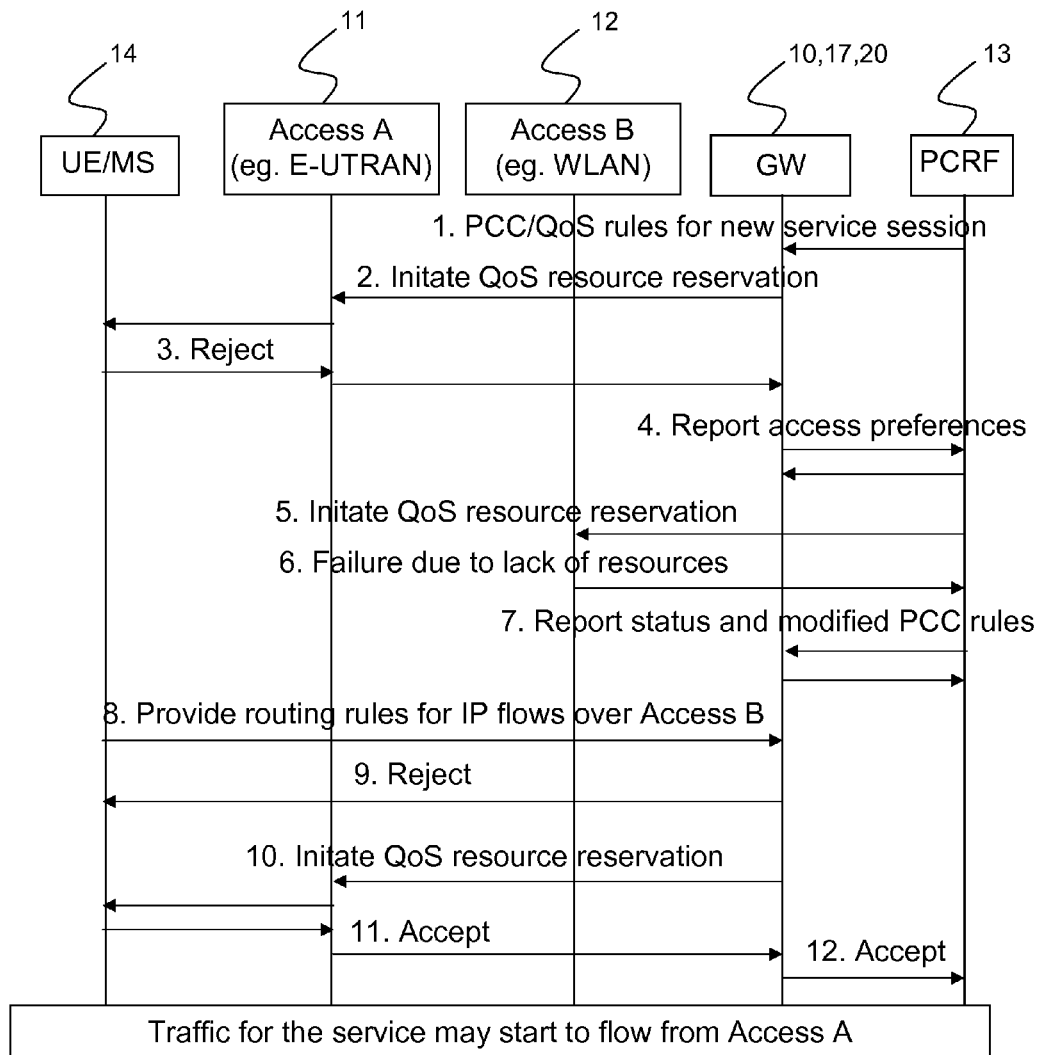 11
12
14
10,17,20
13
Access A
(eg. E-UTRAN)
Access B
(eg. WLAN)
UE/MS
GW
PCRF
1. PCC/QoS rules for new service session
2. Initate QoS resource reservation
3. Reject
4. Report access preferences
5. Initate QoS resource reservation
6. Failure due to lack of resources
7. Report status and modified PCC rules
8. Provide routing rules for IP flows over Access B
9. Reject
10. Initate QoS resource reservation
11. Accept
12. Accept
Traffic for the service may start to flow from Access A